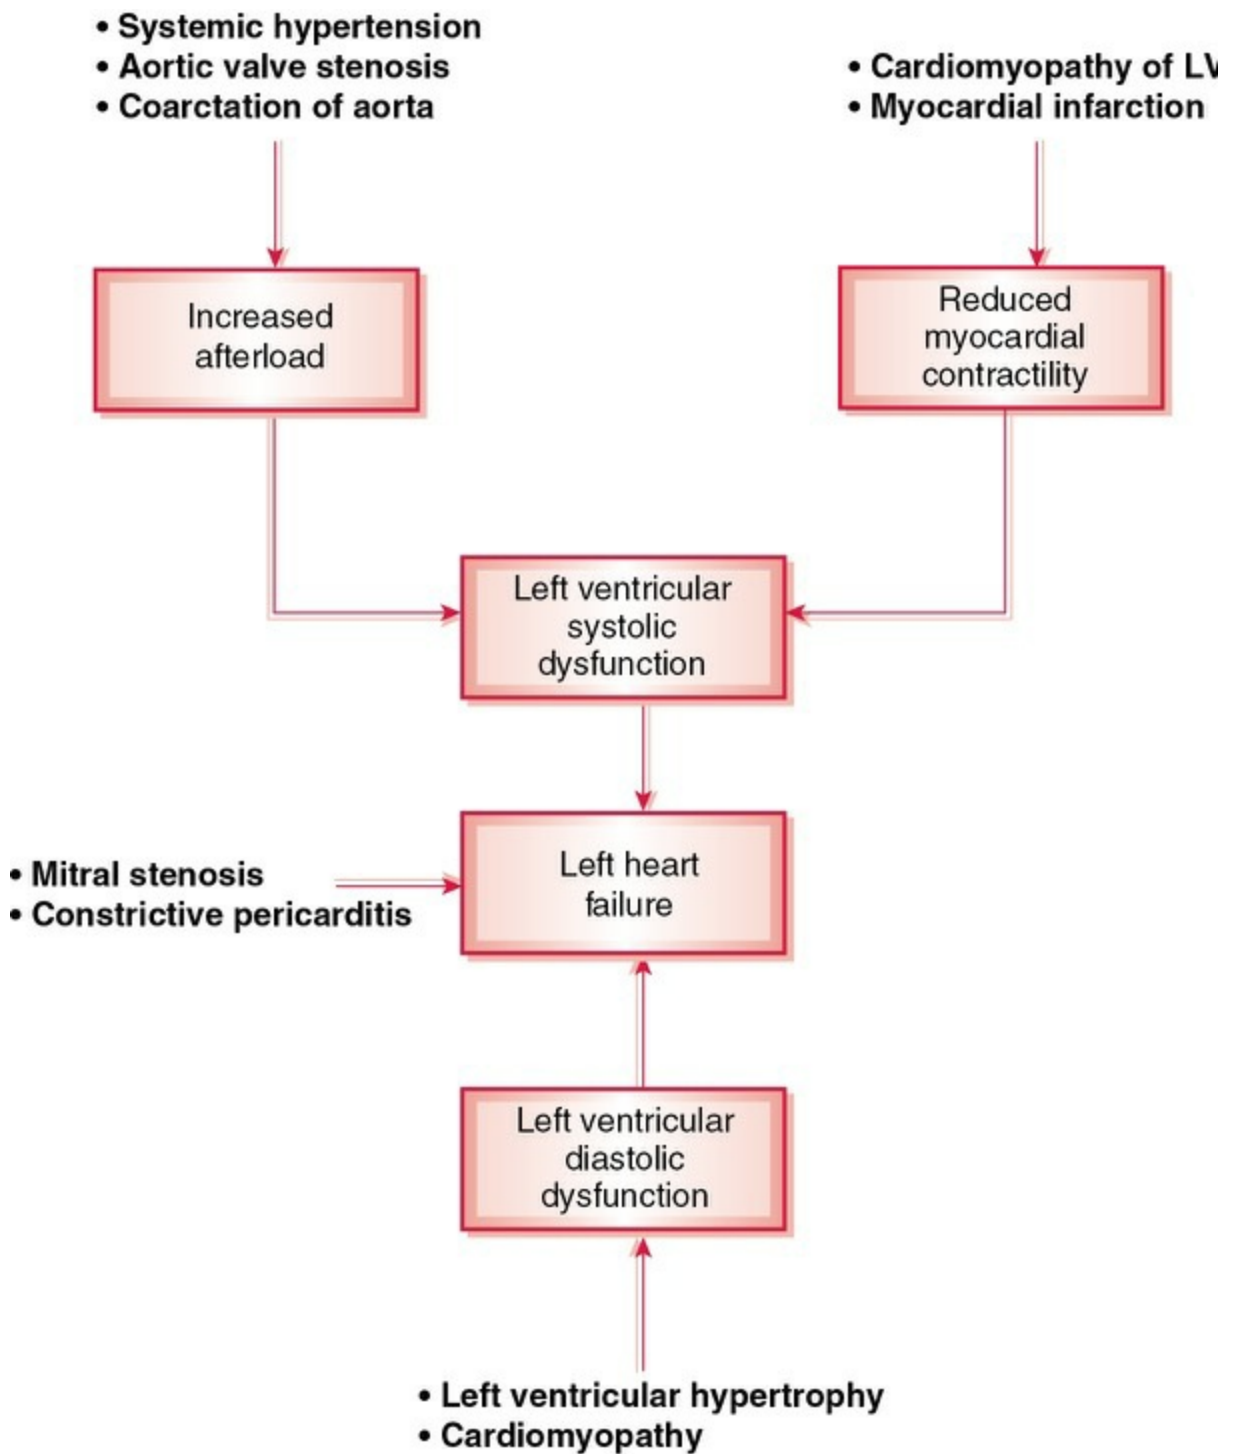 • Systemic hypertension
• Aortic valve stenosis
• Coarctation of aorta
• Cardiomyopathy of LV
• Myocardial infarction
Increased
afterload
Reduced
myocardial
contractility
Left ventricular
systolic
dysfunction
• Mitral stenosis
• Constrictive pericarditis
Left heart
failure
Left ventricular
diastolic
dysfunction
• Left ventricular hypertrophy
• Cardiomyopathy